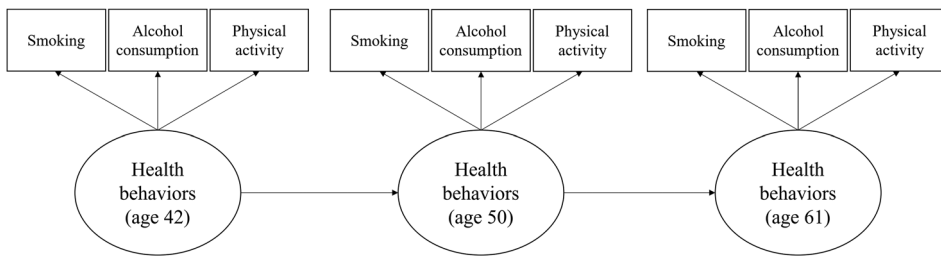 Smoking
Alcohol
consumption
Physical
activity
Smoking
Alcohol
consumption
Physical
activity
Smoking
Alcohol
consumption
Physical
activity
Health
behaviors
(age 42)
Health
behaviors
(age 50)
Health
behaviors
(age 61)